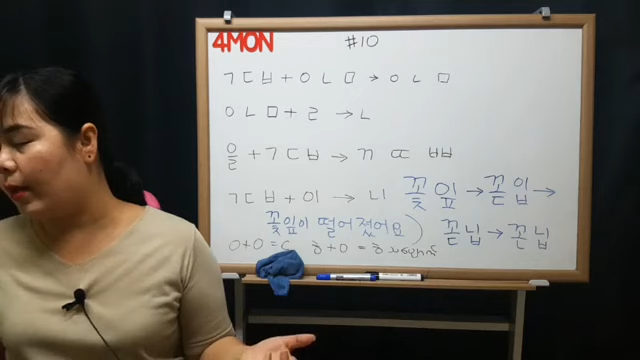 4MON #10
ㄱㄷㅂ+ㅇㄴㅁ→ㅇㄴㅁ
ㅇㄴㅁ+ㄹ→ㄴ
을+ㄱㄷㅂ→ㄲㄸㅃ
ㄱㄷㅂ+이→니 꽃잎→꼳입→
꽃잎이 떨어졌어요) 꼳닙→꼰닙